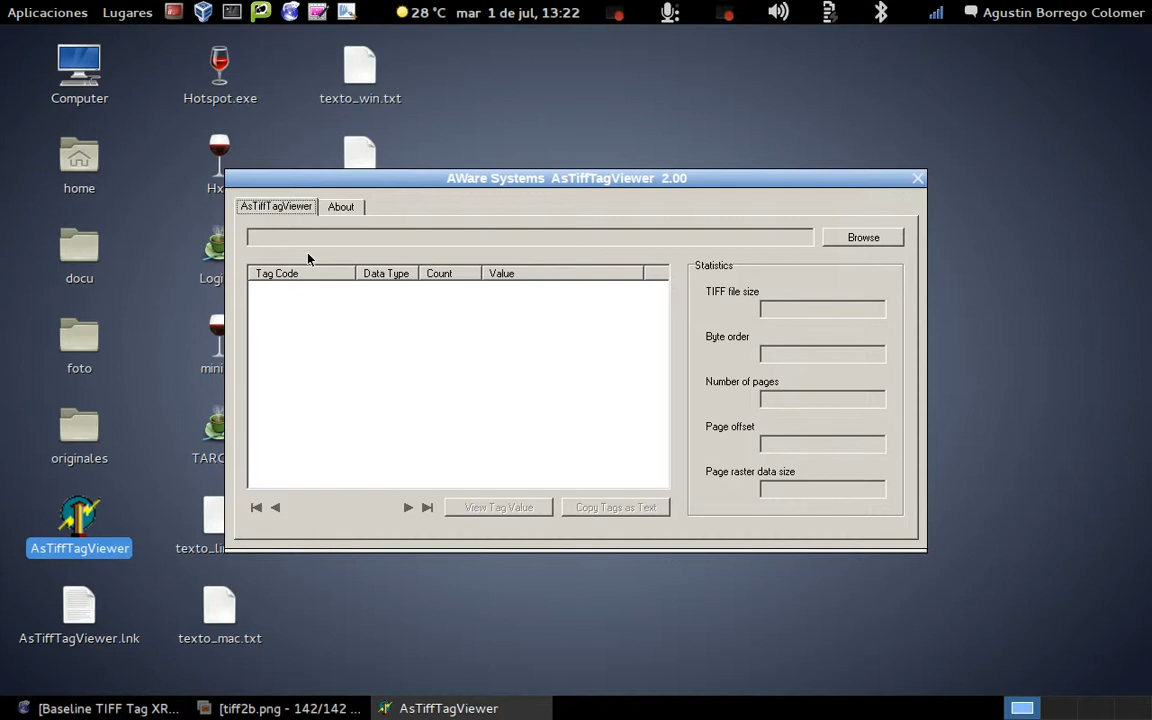 Aplicaciones Lugares 28 °C mar 1 de jul, 13:22 Agustin Borrego Colomer
Computer Hotspot.exe texto_win.txt
home Hx
docu Logi
foto mini
originales TARC
AsTiffTagViewer texto_li
AsTiffTagViewer.lnk texto_mac.txt
AWare Systems AsTiffTagViewer 2.00
AsTiffTagViewer About
Browse
Tag Code Data Type Count Value
Statistics
TIFF file size
Byte order
Number of pages
Page offset
Page raster data size
View Tag Value Copy Tags as Text
[Baseline TIFF Tag XR... [tiff2b.png - 142/142 ... AsTiffTagViewer